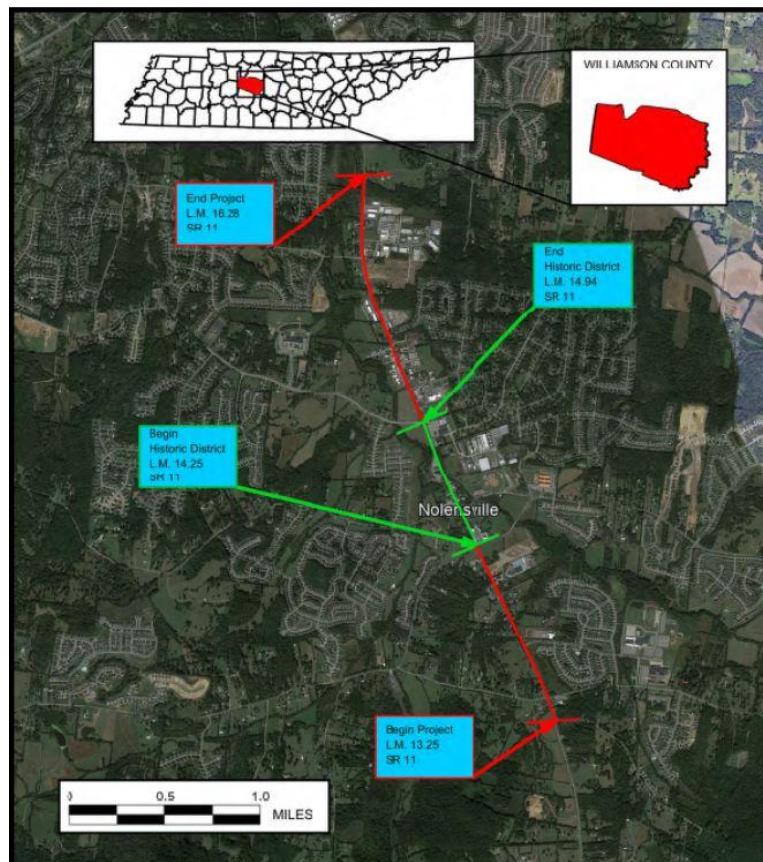 WILLIAMSON COUNTY
End Project
L.M. 16.28
SR 11
End
Historic District
L.M. 14.94
SR 11
Begin
Historic District
L.M. 14.25
SR 11
Nolensville
Begin Project
L.M. 13.25
SR 11
0 0.5 1.0
MILES